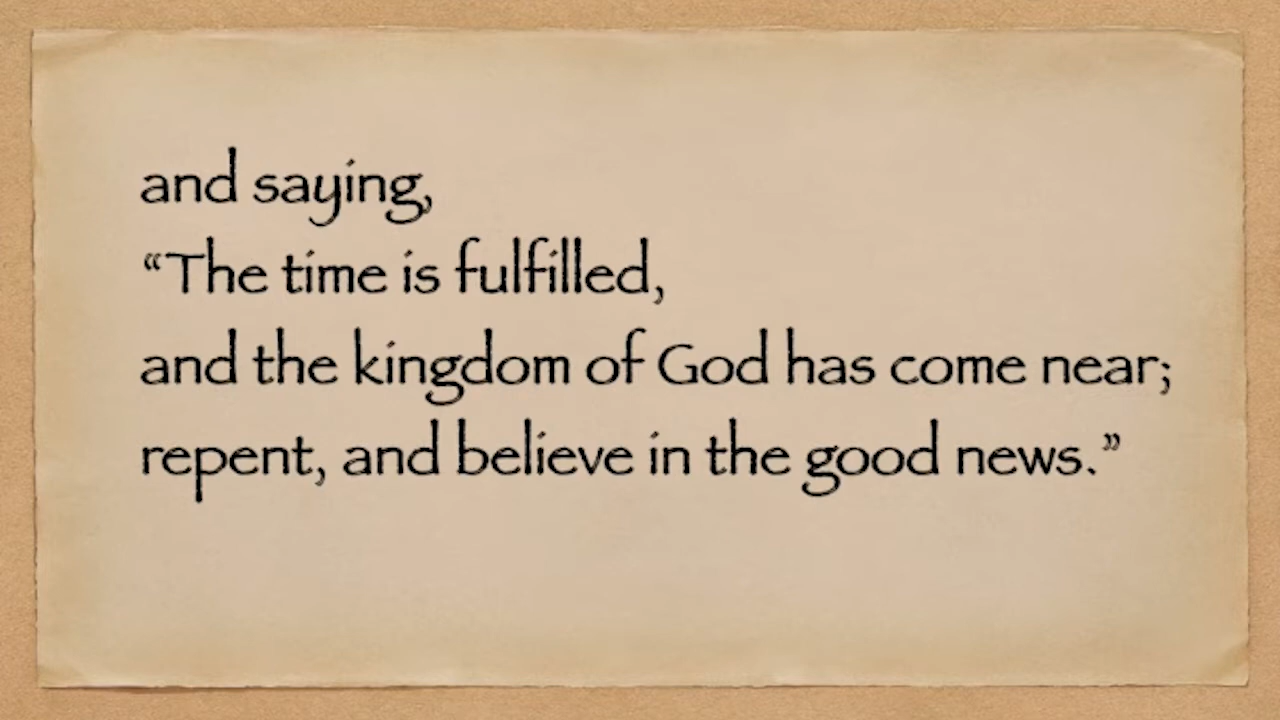 and saying,
“The time is fulfilled,
and the kingdom of God has come near;
repent, and believe in the good news.”